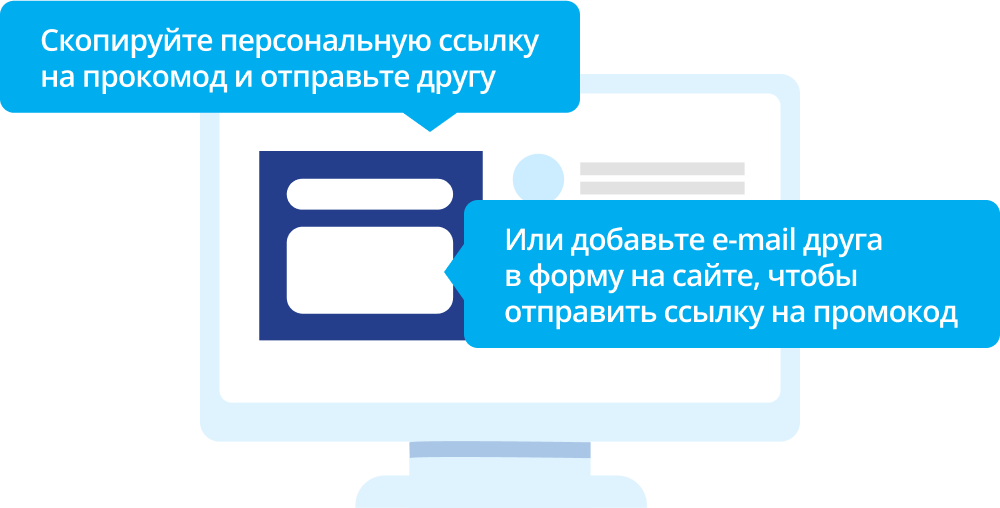 Скопируйте персональную ссылку
на прокомод и отправьте другу
Или добавьте e-mail друга
в форму на сайте, чтобы
отправить ссылку на промокод